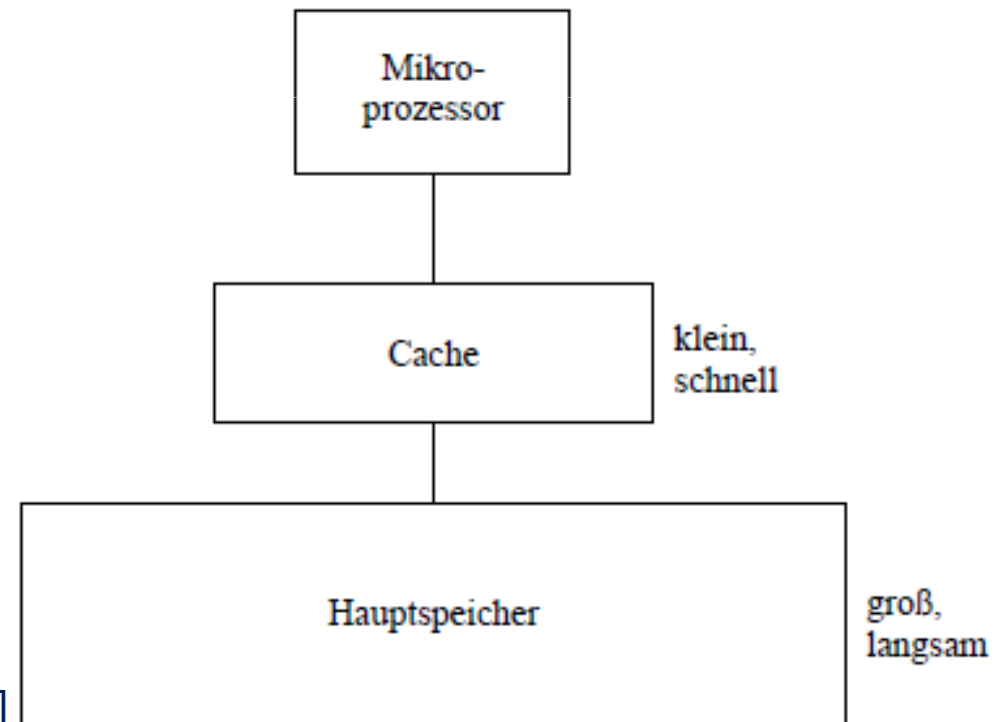 Mikro-
prozessor
Cache
klein,
schnell
Hauptspeicher
groß,
langsam
]